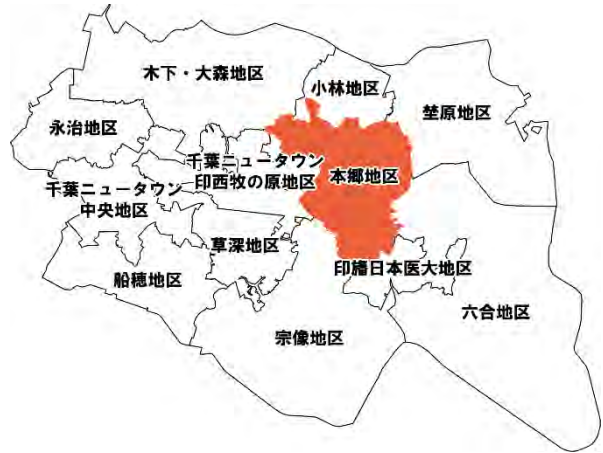 木下・大森地区
小林地区
埜原地区
永治地区
千葉ニュータウン
印西牧の原地区
本郷地区
千葉ニュータウン
中央地区
草深地区
船穂地区
印旛日本医大地区
六合地区
宗像地区